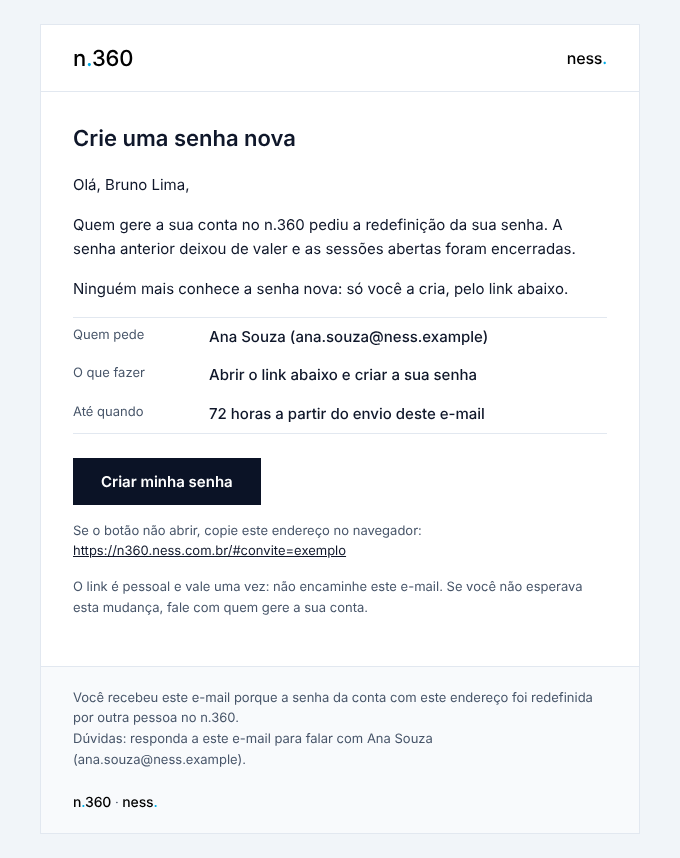 n.360
ness.
Crie uma senha nova
Olá, Bruno Lima,
Quem gere a sua conta no n.360 pediu a redefinição da sua senha. A
senha anterior deixou de valer e as sessões abertas foram encerradas.
Ninguém mais conhece a senha nova: só você a cria, pelo link abaixo.
Quem pede
Ana Souza (ana.souza@ness.example)
O que fazer
Abrir o link abaixo e criar a sua senha
Até quando
72 horas a partir do envio deste e-mail
Criar minha senha
Se o botão não abrir, copie este endereço no navegador:
https://n360.ness.com.br/#convite=exemplo
O link é pessoal e vale uma vez: não encaminhe este e-mail. Se você não esperava
esta mudança, fale com quem gere a sua conta.
Você recebeu este e-mail porque a senha da conta com este endereço foi redefinida
por outra pessoa no n.360.
Dúvidas: responda a este e-mail para falar com Ana Souza
(ana.souza@ness.example).
n.360 · ness.